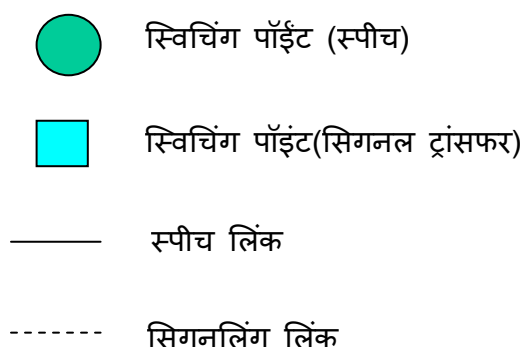 स्विचिंग पॉईंट (स्पीच)
स्विचिंग पॉइंट(सिगनल ट्रांसफर)
स्पीच लिंक
सिगनलिंग लिंक